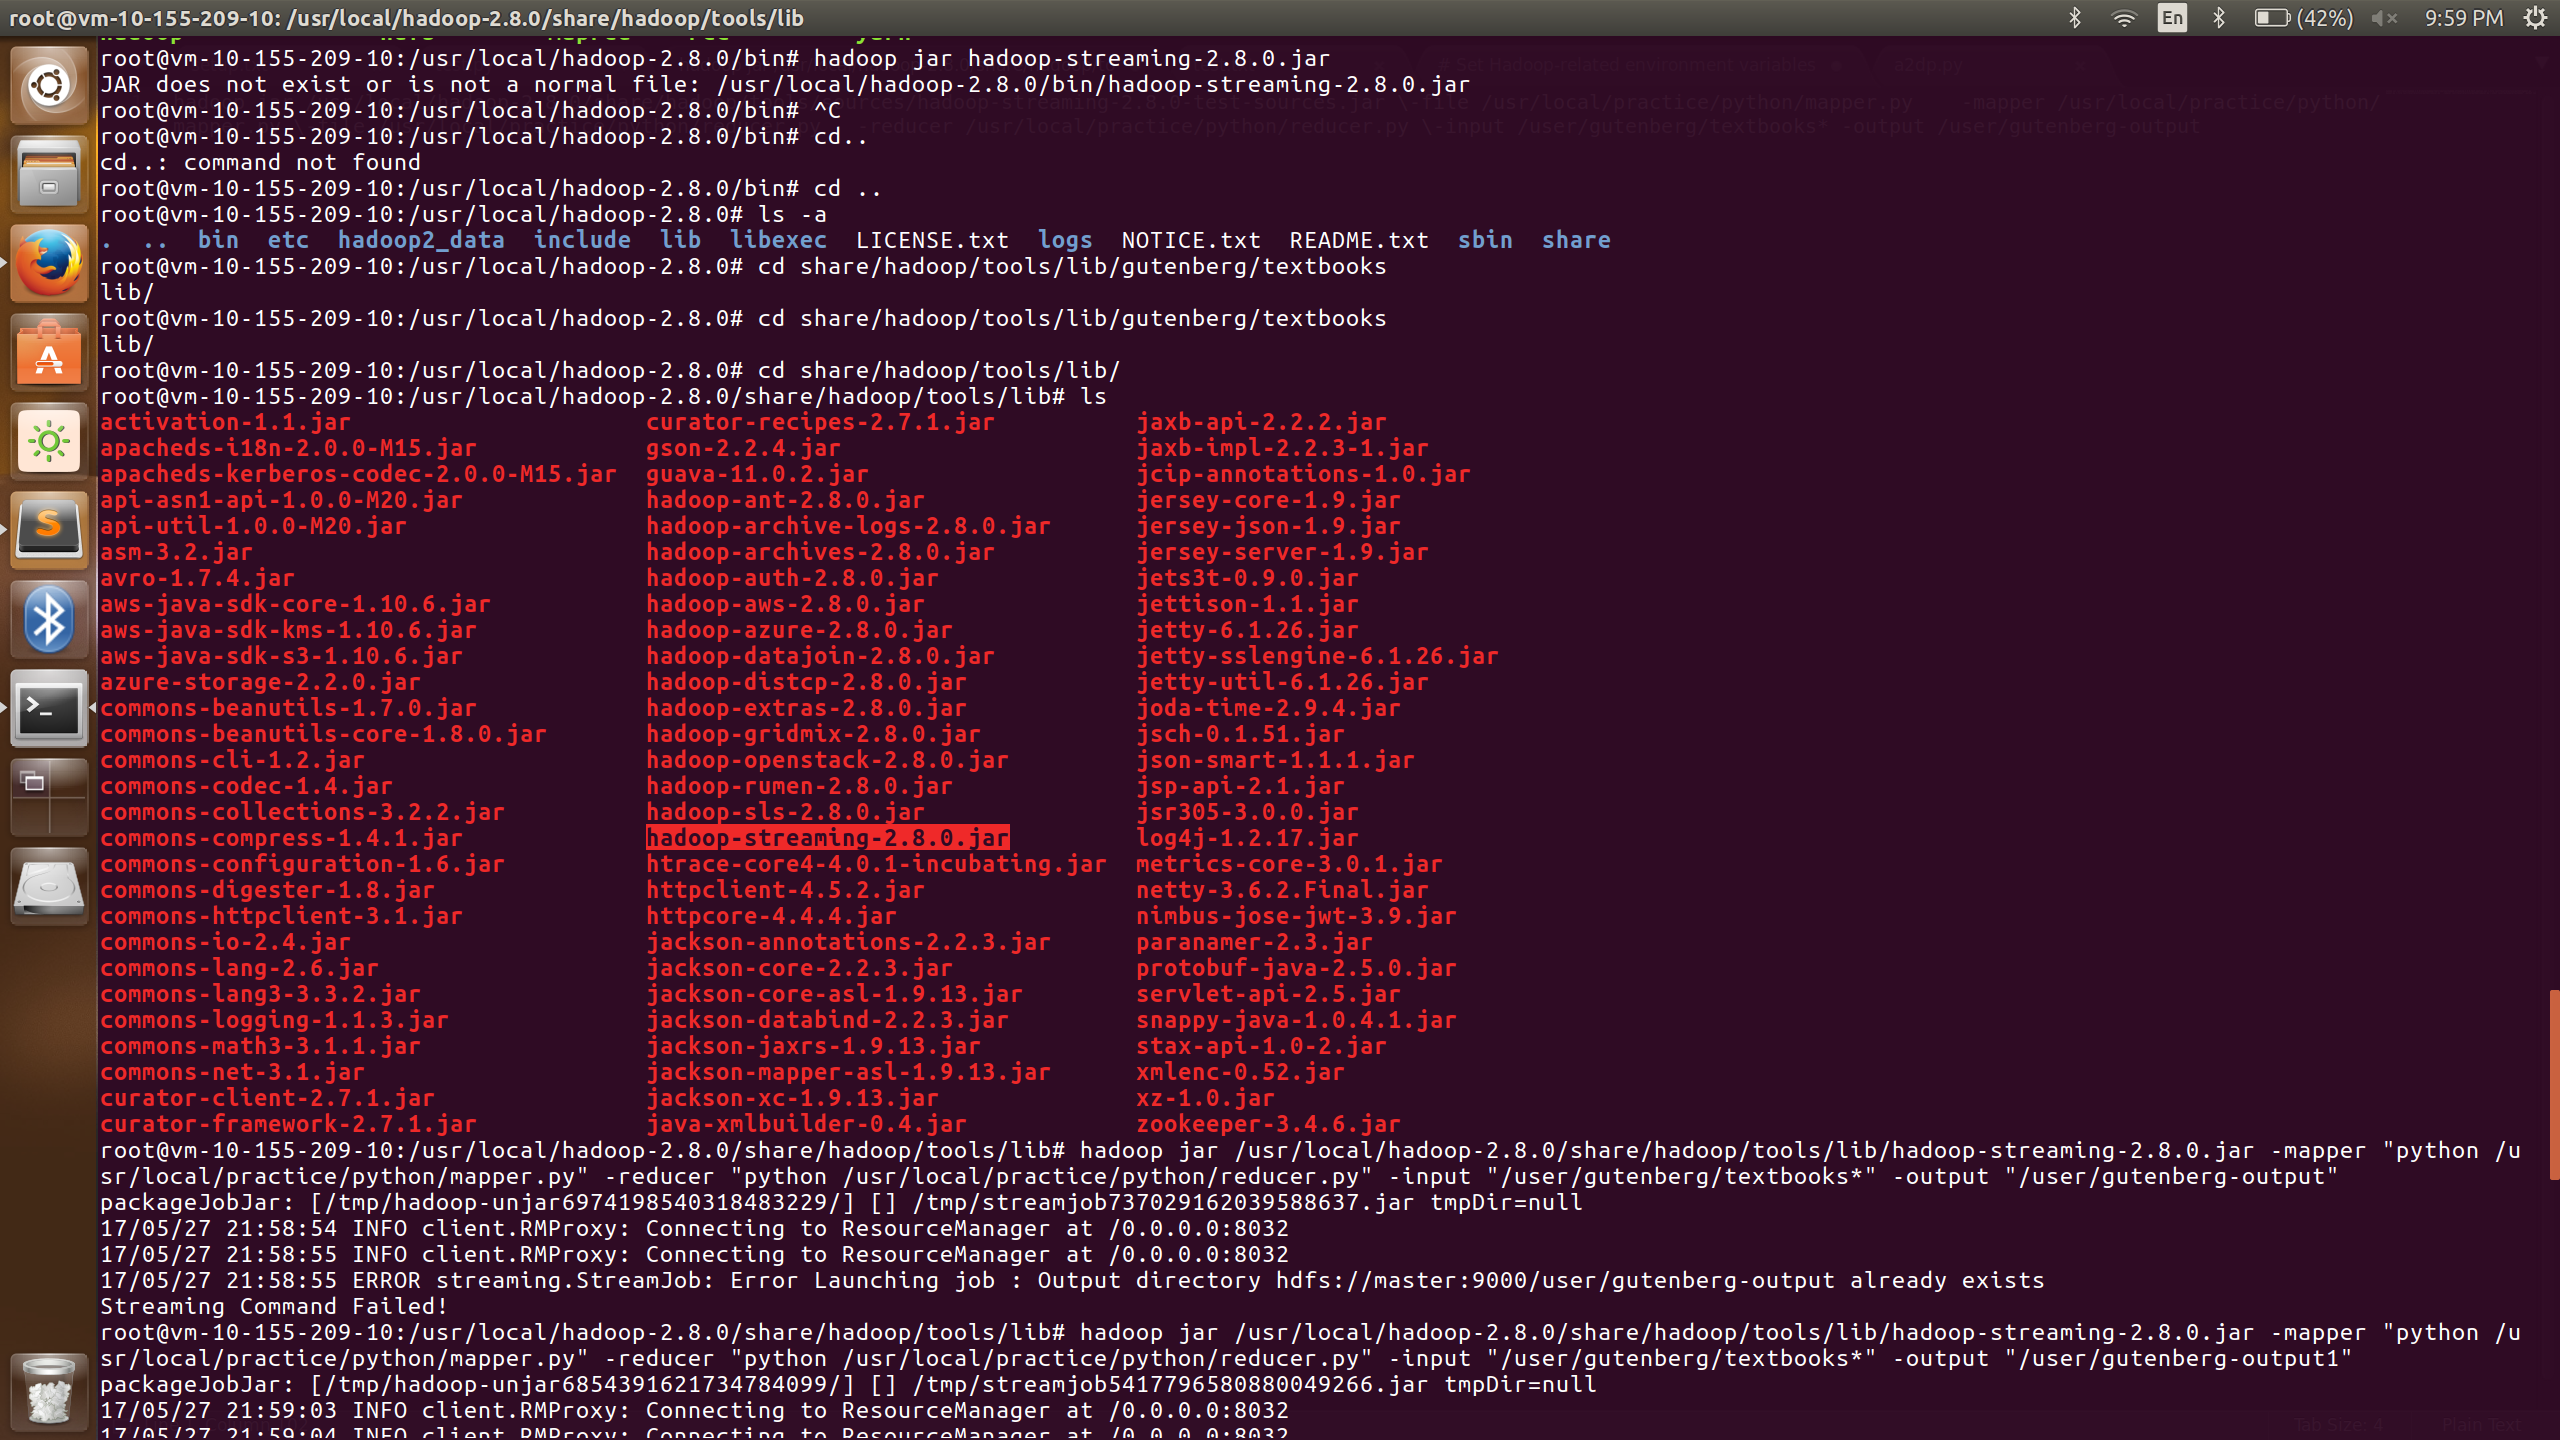 root@vm-10-155-209-10: /usr/local/hadoop-2.8.0/share/hadoop/tools/lib
En
(42%)
9:59 PM
root@vm-10-155-209-10:/usr/local/hadoop-2.8.0/bin# hadoop jar hadoop-streaming-2.8.0.jar
JAR does not exist or is not a normal file: /usr/local/hadoop-2.8.0/bin/hadoop-streaming-2.8.0.jar
root@vm-10-155-209-10:/usr/local/hadoop-2.8.0/bin# ^C
root@vm-10-155-209-10:/usr/local/hadoop-2.8.0/bin# cd..
cd..: command not found
root@vm-10-155-209-10:/usr/local/hadoop-2.8.0/bin# cd ..
root@vm-10-155-209-10:/usr/local/hadoop-2.8.0# ls -a
. .. bin etc hadoop2_data include lib libexec LICENSE.txt logs NOTICE.txt README.txt sbin share
root@vm-10-155-209-10:/usr/local/hadoop-2.8.0# cd share/hadoop/tools/lib/gutenberg/textbooks
lib/
root@vm-10-155-209-10:/usr/local/hadoop-2.8.0# cd share/hadoop/tools/lib/gutenberg/textbooks
lib/
root@vm-10-155-209-10:/usr/local/hadoop-2.8.0# cd share/hadoop/tools/lib/
root@vm-10-155-209-10:/usr/local/hadoop-2.8.0/share/hadoop/tools/lib# ls
activation-1.1.jar curator-recipes-2.7.1.jar jaxb-api-2.2.2.jar
apacheds-i18n-2.0.0-M15.jar gson-2.2.4.jar jaxb-impl-2.2.3-1.jar
apacheds-kerberos-codec-2.0.0-M15.jar guava-11.0.2.jar jcip-annotations-1.0.jar
api-asn1-api-1.0.0-M20.jar hadoop-ant-2.8.0.jar jersey-core-1.9.jar
api-util-1.0.0-M20.jar hadoop-archive-logs-2.8.0.jar jersey-json-1.9.jar
asm-3.2.jar hadoop-archives-2.8.0.jar jersey-server-1.9.jar
avro-1.7.4.jar hadoop-auth-2.8.0.jar jets3t-0.9.0.jar
aws-java-sdk-core-1.10.6.jar hadoop-aws-2.8.0.jar jettison-1.1.jar
aws-java-sdk-kms-1.10.6.jar hadoop-azure-2.8.0.jar jetty-6.1.26.jar
aws-java-sdk-s3-1.10.6.jar hadoop-datajoin-2.8.0.jar jetty-sslengine-6.1.26.jar
azure-storage-2.2.0.jar hadoop-distcp-2.8.0.jar jetty-util-6.1.26.jar
commons-beanutils-1.7.0.jar hadoop-extras-2.8.0.jar joda-time-2.9.4.jar
commons-beanutils-core-1.8.0.jar hadoop-gridmix-2.8.0.jar jsch-0.1.51.jar
commons-cli-1.2.jar hadoop-openstack-2.8.0.jar json-smart-1.1.1.jar
commons-codec-1.4.jar hadoop-rumen-2.8.0.jar jsp-api-2.1.jar
commons-collections-3.2.2.jar hadoop-sls-2.8.0.jar jsr305-3.0.0.jar
commons-compress-1.4.1.jar hadoop-streaming-2.8.0.jar log4j-1.2.17.jar
commons-configuration-1.6.jar htrace-core4-4.0.1-incubating.jar metrics-core-3.0.1.jar
commons-digester-1.8.jar httpclient-4.5.2.jar netty-3.6.2.Final.jar
commons-httpclient-3.1.jar httpcore-4.4.4.jar nimbus-jose-jwt-3.9.jar
commons-io-2.4.jar jackson-annotations-2.2.3.jar paranamer-2.3.jar
commons-lang-2.6.jar jackson-core-2.2.3.jar protobuf-java-2.5.0.jar
commons-lang3-3.3.2.jar jackson-core-asl-1.9.13.jar servlet-api-2.5.jar
commons-logging-1.1.3.jar jackson-databind-2.2.3.jar snappy-java-1.0.4.1.jar
commons-math3-3.1.1.jar jackson-jaxrs-1.9.13.jar stax-api-1.0-2.jar
commons-net-3.1.jar jackson-mapper-asl-1.9.13.jar xmlenc-0.52.jar
curator-client-2.7.1.jar jackson-xc-1.9.13.jar xz-1.0.jar
curator-framework-2.7.1.jar java-xmlbuilder-0.4.jar zookeeper-3.4.6.jar
root@vm-10-155-209-10:/usr/local/hadoop-2.8.0/share/hadoop/tools/lib# hadoop jar /usr/local/hadoop-2.8.0/share/hadoop/tools/lib/hadoop-streaming-2.8.0.jar -mapper "python /u
sr/local/practice/python/mapper.py" -reducer "python /usr/local/practice/python/reducer.py" -input "/user/gutenberg/textbooks*" -output "/user/gutenberg-output"
packageJobJar: [/tmp/hadoop-unjar6974198540318483229/] [] /tmp/streamjob737029162039588637.jar tmpDir=null
17/05/27 21:58:54 INFO client.RMProxy: Connecting to ResourceManager at /0.0.0.0:8032
17/05/27 21:58:55 INFO client.RMProxy: Connecting to ResourceManager at /0.0.0.0:8032
17/05/27 21:58:55 ERROR streaming.StreamJob: Error Launching job : Output directory hdfs://master:9000/user/gutenberg-output already exists
Streaming Command Failed!
root@vm-10-155-209-10:/usr/local/hadoop-2.8.0/share/hadoop/tools/lib# hadoop jar /usr/local/hadoop-2.8.0/share/hadoop/tools/lib/hadoop-streaming-2.8.0.jar -mapper "python /u
sr/local/practice/python/mapper.py" -reducer "python /usr/local/practice/python/reducer.py" -input "/user/gutenberg/textbooks*" -output "/user/gutenberg-output1"
packageJobJar: [/tmp/hadoop-unjar6854391621734784099/] [] /tmp/streamjob5417796580880049266.jar tmpDir=null
17/05/27 21:59:03 INFO client.RMProxy: Connecting to ResourceManager at /0.0.0.0:8032
17/05/27 21:59:04 INFO client.RMProxy: Connecting to ResourceManager at /0.0.0.0:8032